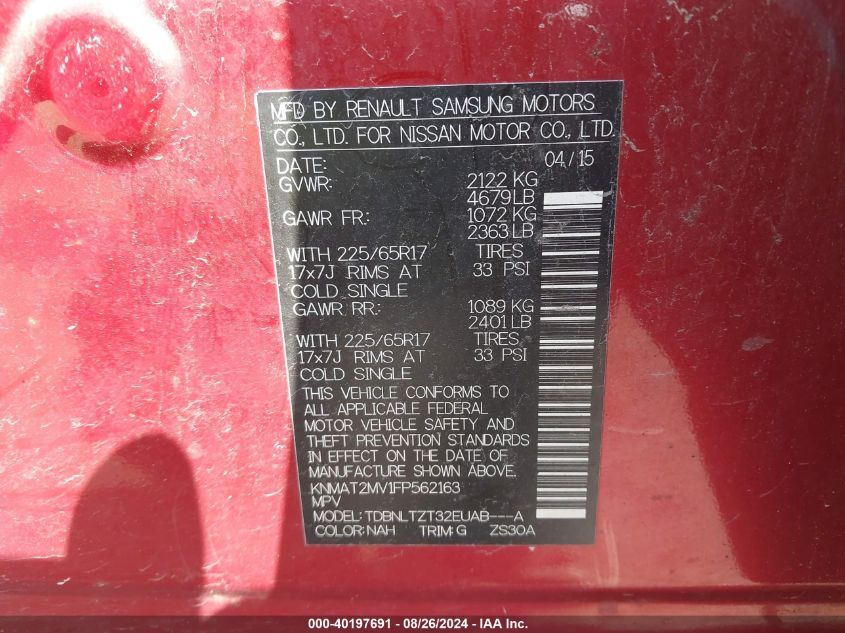 MFD BY RENAULT SAMSUNG MOTORS
CO., LTD. FOR NISSAN MOTOR CO., LTD.
DATE: 04/15
GVWR: 2122 KG
4679LB
GAWR FR: 1072 KG
2363 LB
WITH 225/65R17 TIRES
17x7J RIMS AT 33 PSI
COLD SINGLE
GAWR RR: 1089 KG
2401 LB
WITH 225/65R17 TIRES
17x7J RIMS AT 33 PSI
COLD SINGLE
THIS VEHICLE CONFORMS TO
ALL APPLICABLE FEDERAL
MOTOR VEHICLE SAFETY AND
THEFT PREVENTION STANDARDS
IN EFFECT ON THE DATE OF
MANUFACTURE SHOWN ABOVE.
KNMAT2MV1FP562163
MPV
MODEL: TDBNLTZT32EUAB---A
COLOR: NAH TRIM: G ZS30A
000-40197691 - 08/26/2024 - IAA Inc.